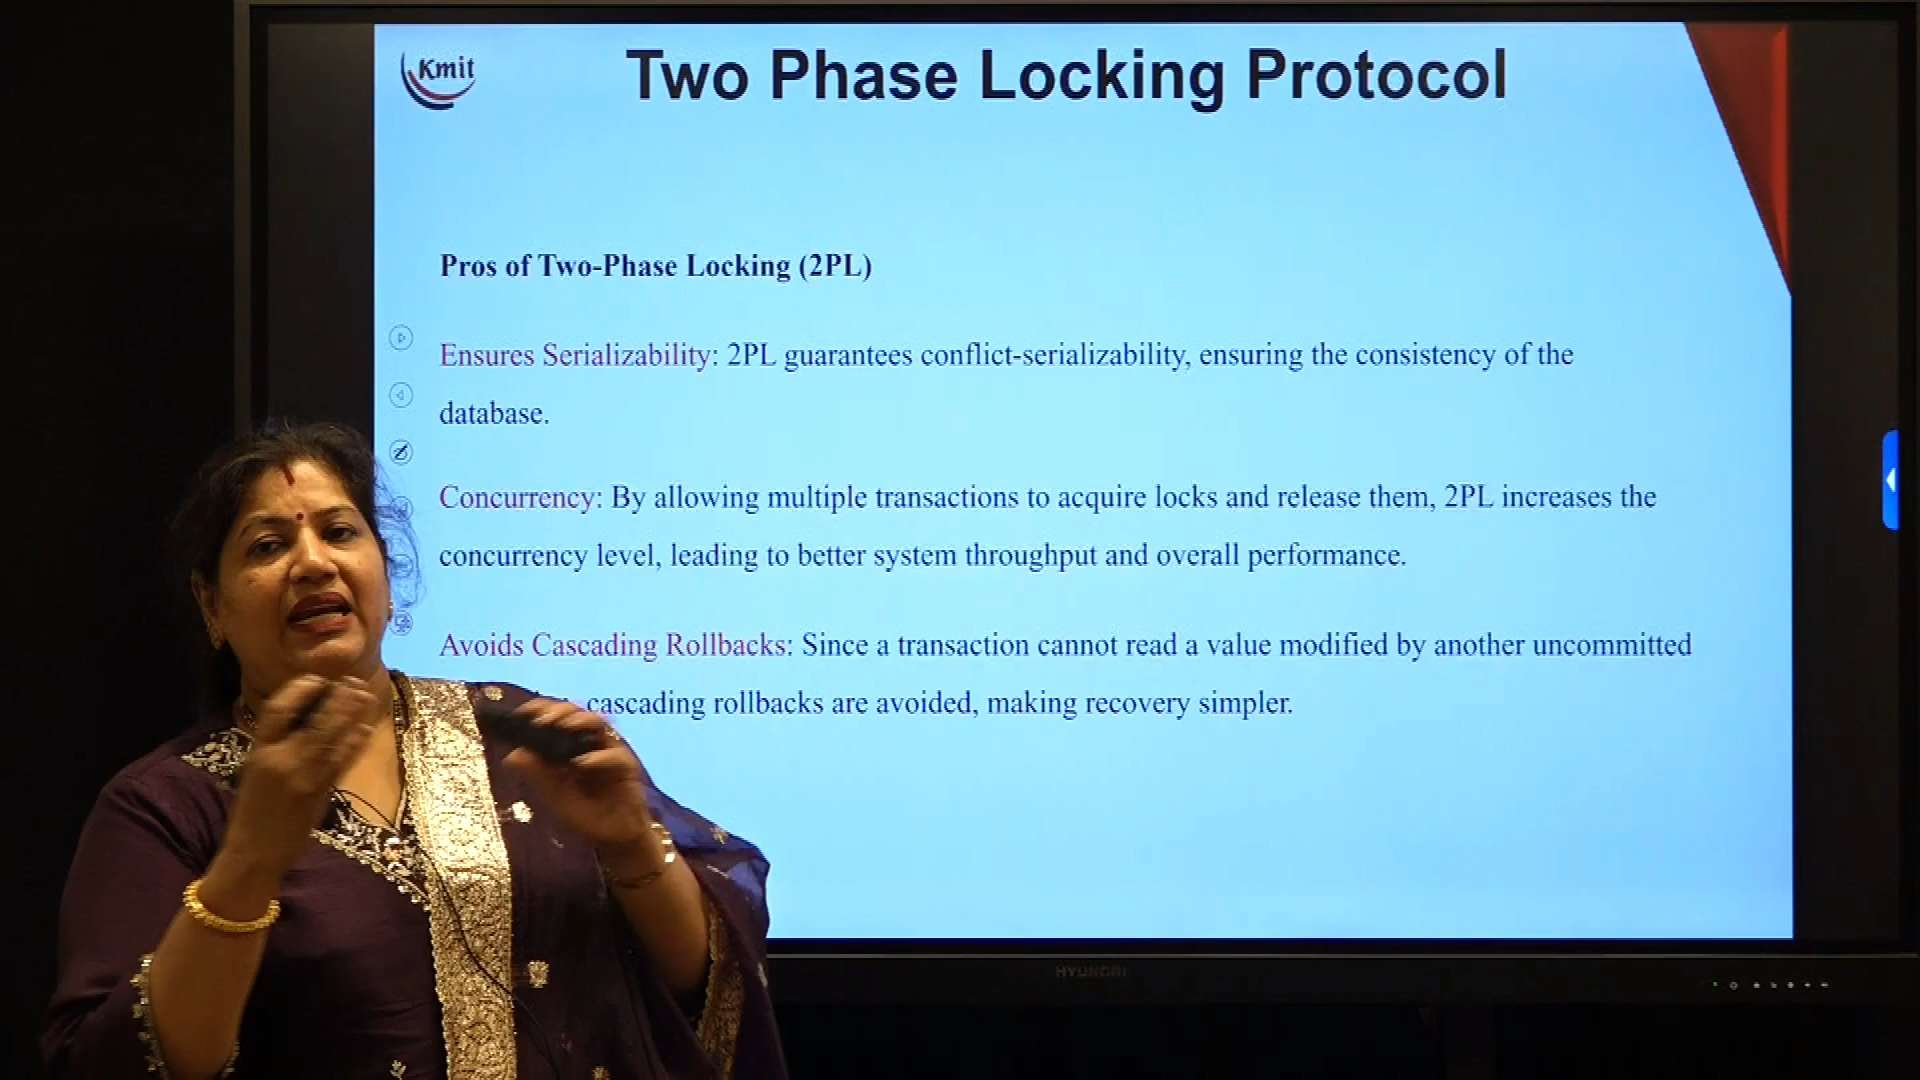 Kmit
Two Phase Locking Protocol
Pros of Two-Phase Locking (2PL)
Ensures Serializability: 2PL guarantees conflict-serializability, ensuring the consistency of the
database.
Concurrency: By allowing multiple transactions to acquire locks and release them, 2PL increases the
concurrency level, leading to better system throughput and overall performance.
Avoids Cascading Rollbacks: Since a transaction cannot read a value modified by another uncommitted
cascading rollbacks are avoided, making recovery simpler.
HYUNDAI